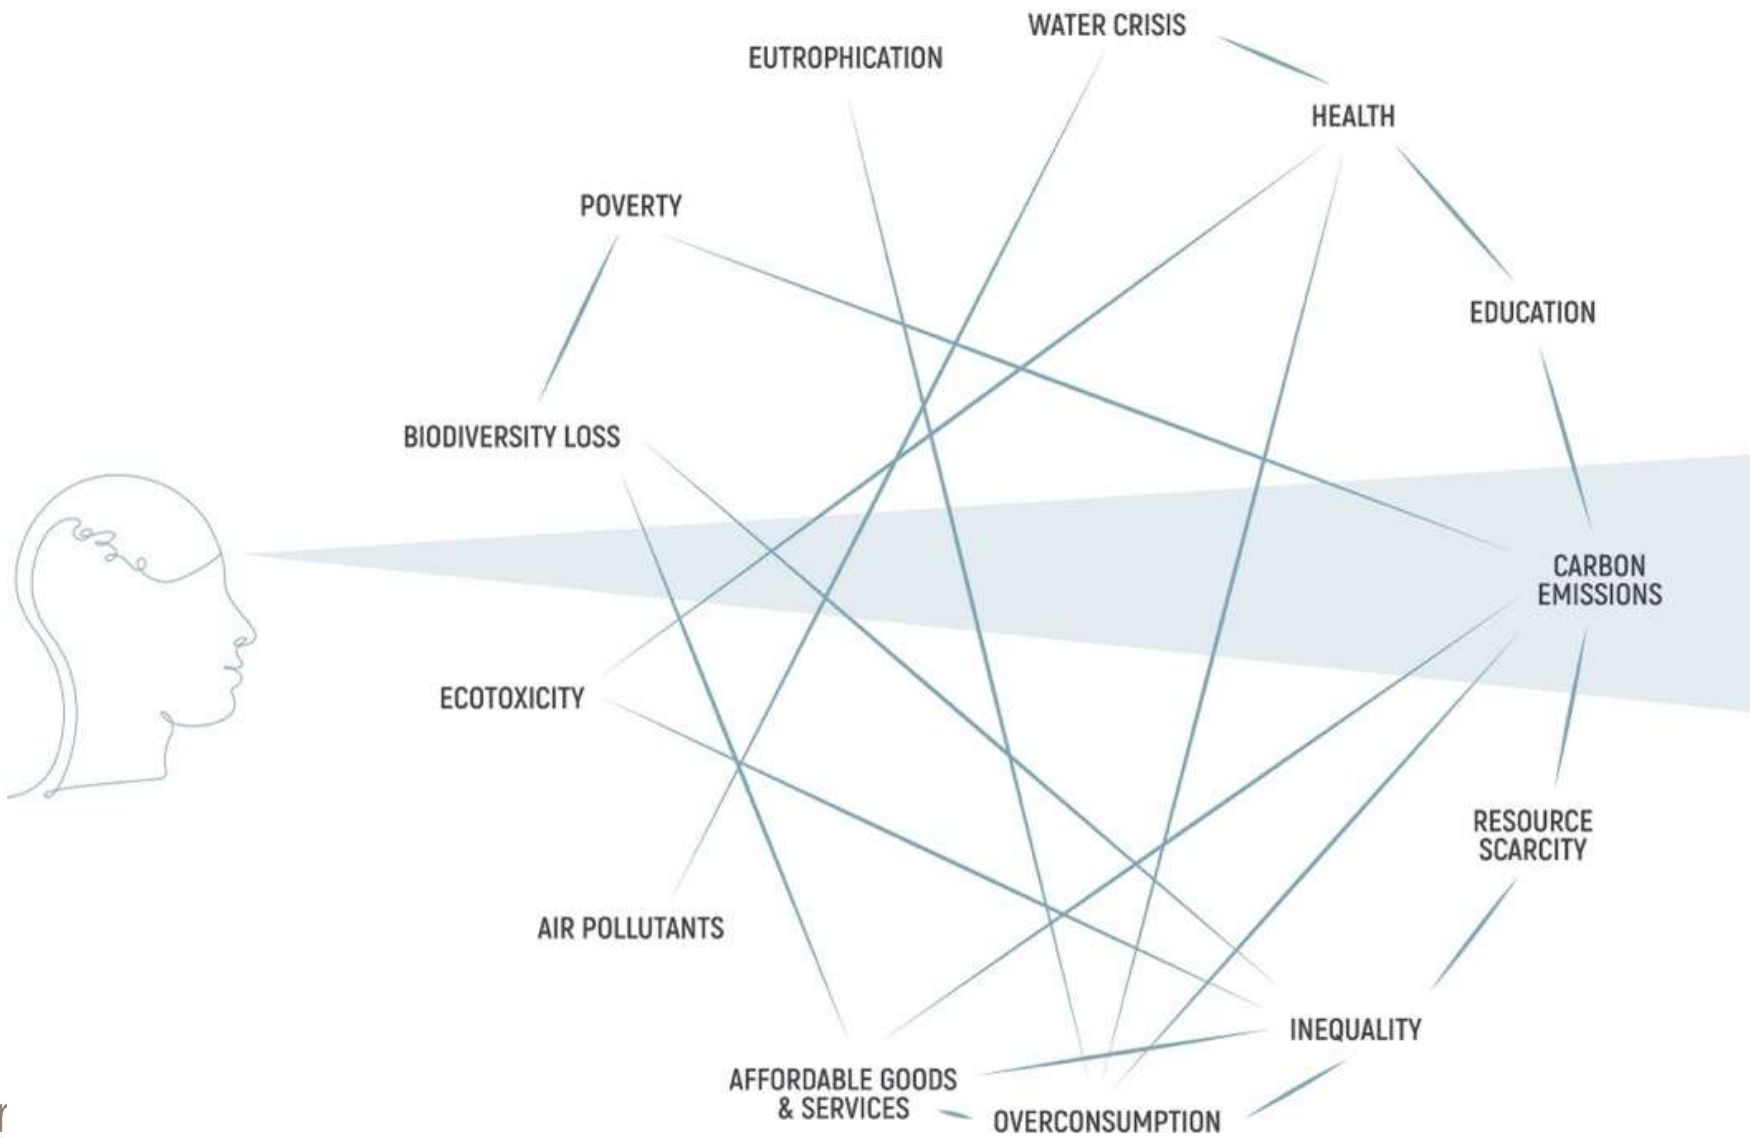 WATER CRISIS
EUTROPHICATION
HEALTH
POVERTY
EDUCATION
BIODIVERSITY LOSS
CARBON
EMISSIONS
ECOTOXICITY
RESOURCE
SCARCITY
AIR POLLUTANTS
INEQUALITY
AFFORDABLE GOODS
& SERVICES
OVERCONSUMPTION